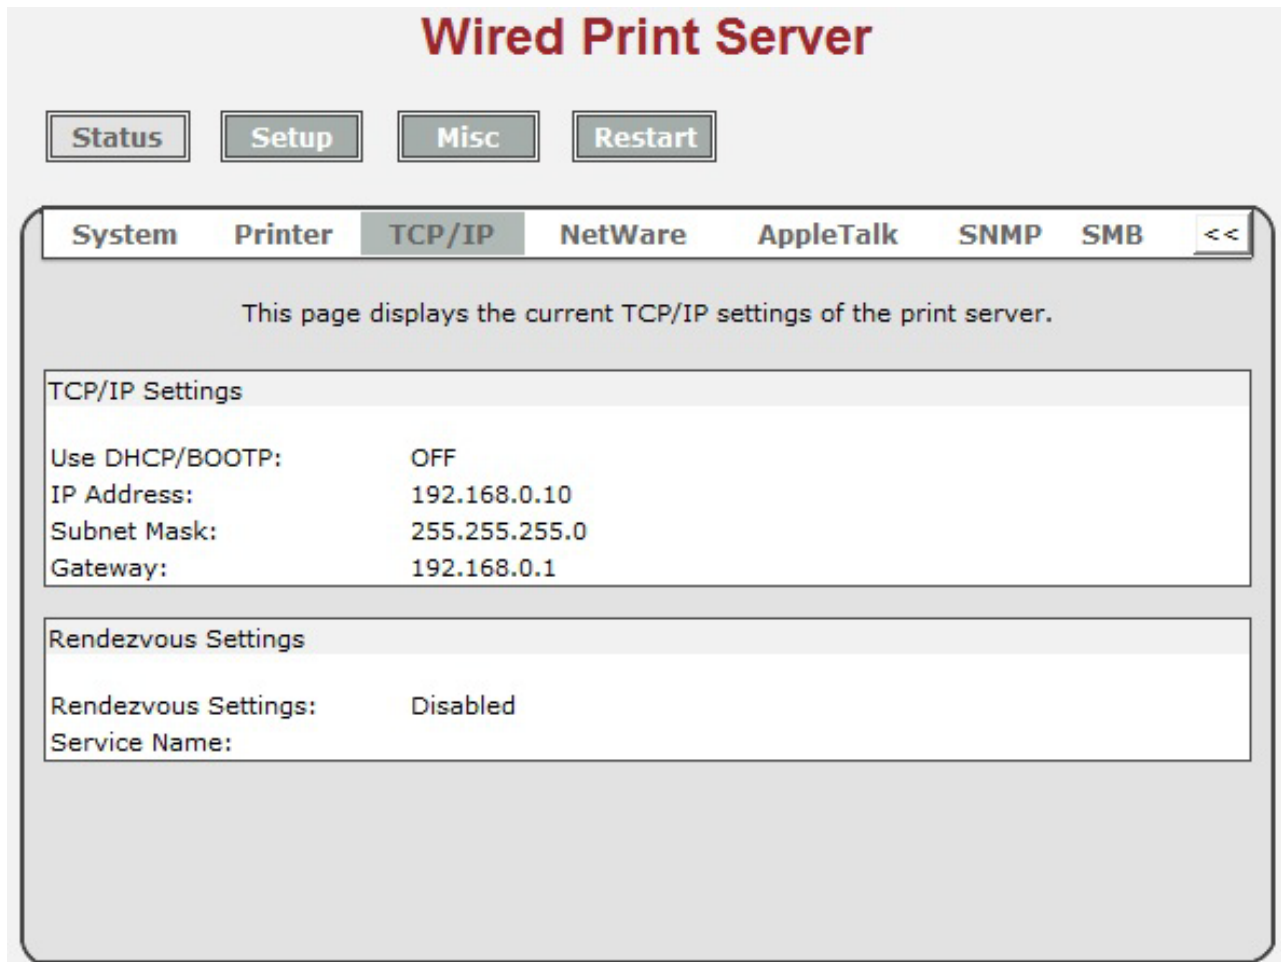 Wired Print Server
Status Setup Misc Restart
System Printer TCP/IP NetWare AppleTalk SNMP SMB <<
This page displays the current TCP/IP settings of the print server.
TCP/IP Settings
Use DHCP/BOOTP: OFF
IP Address: 192.168.0.10
Subnet Mask: 255.255.255.0
Gateway: 192.168.0.1
Rendezvous Settings
Rendezvous Settings: Disabled
Service Name: